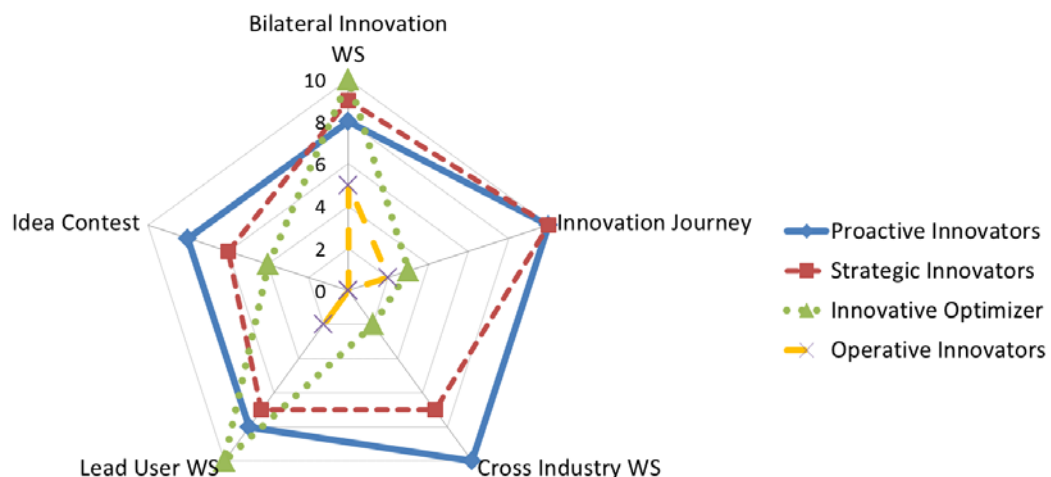 Bilateral Innovation
WS
10
8
6
4
2
0
Idea Contest
Innovation Journey
Lead User WS
Cross Industry WS
Proactive Innovators
Strategic Innovators
Innovative Optimizer
Operative Innovators